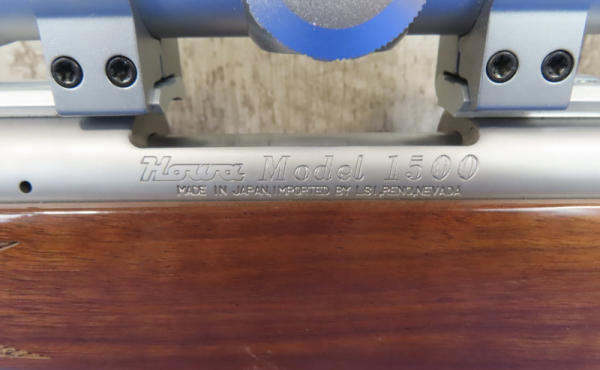 Howa Model 1500
MADE IN JAPAN, IMPORTED BY LSI, RENO, NEVADA